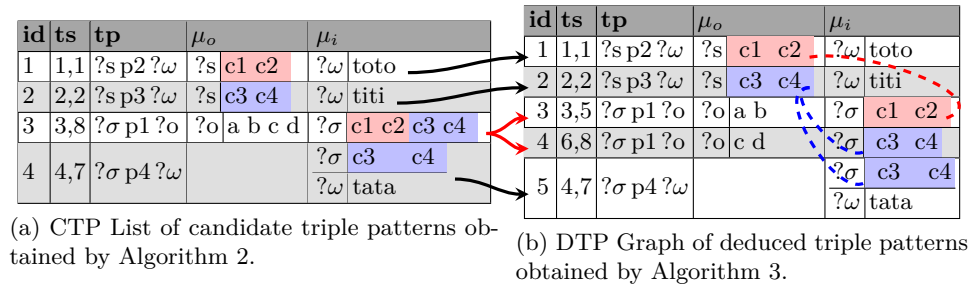 id ts tp μₒ μᵢ
1 1,1 ?s p2 ?ω ?s c1 c2 ?ω toto
2 2,2 ?s p3 ?ω ?s c3 c4 ?ω titi
3 3,8 ?σ p1 ?o ?o a b c d ?σ c1 c2 c3 c4
4 4,7 ?σ p4 ?ω ?σ c3 c4
?ω tata
(a) CTP List of candidate triple patterns ob-
tained by Algorithm 2.
id ts tp μₒ μᵢ
1 1,1 ?s p2 ?ω ?s c1 c2 ?ω toto
2 2,2 ?s p3 ?ω ?s c3 c4 ?ω titi
3 3,5 ?σ p1 ?o ?o a b ?σ c1 c2
4 6,8 ?σ p1 ?o ?o c d ?σ c3 c4
5 4,7 ?σ p4 ?ω ?σ c3 c4
?ω tata
(b) DTP Graph of deduced triple patterns
obtained by Algorithm 3.